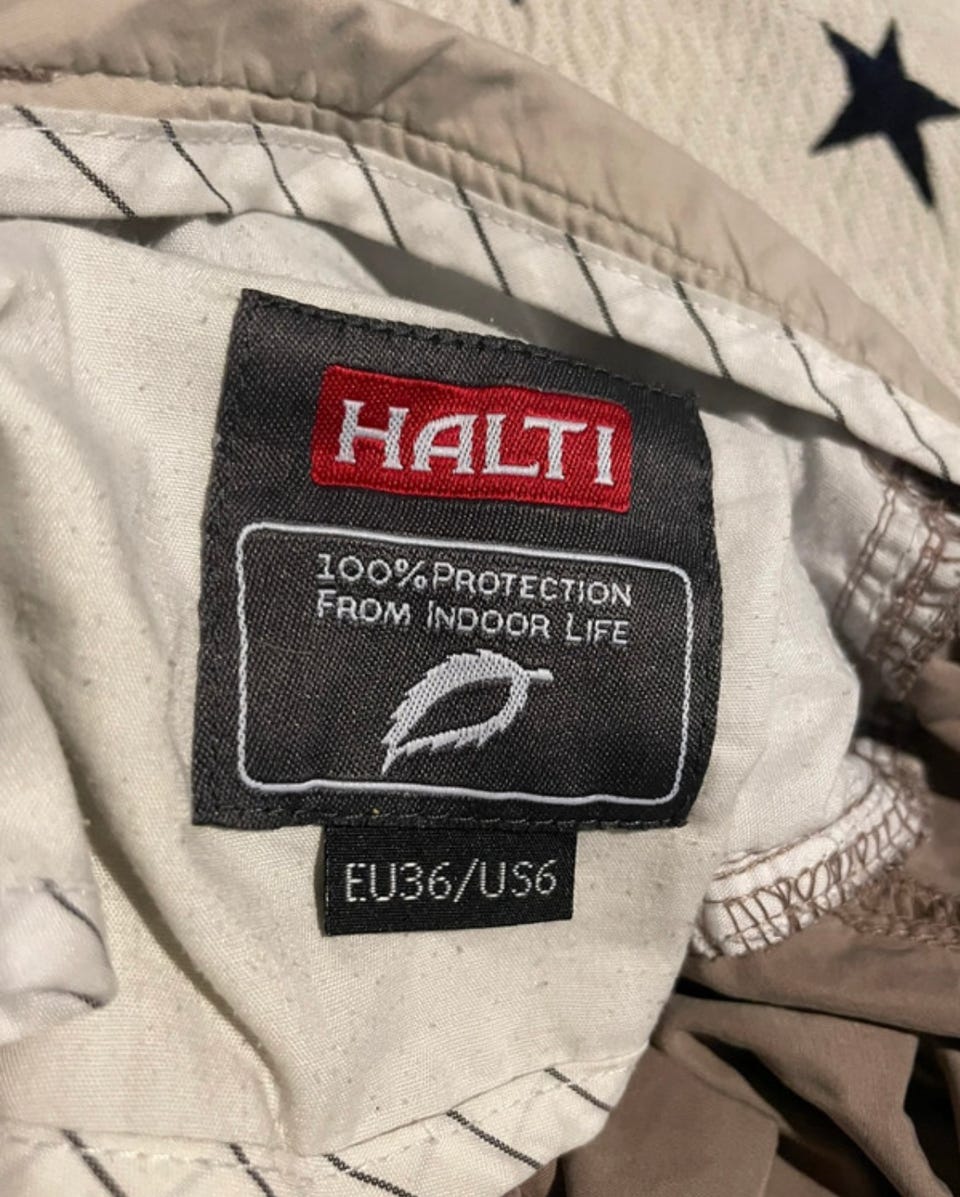 HALTI
100% PROTECTION
FROM INDOOR LIFE
EU36/US6